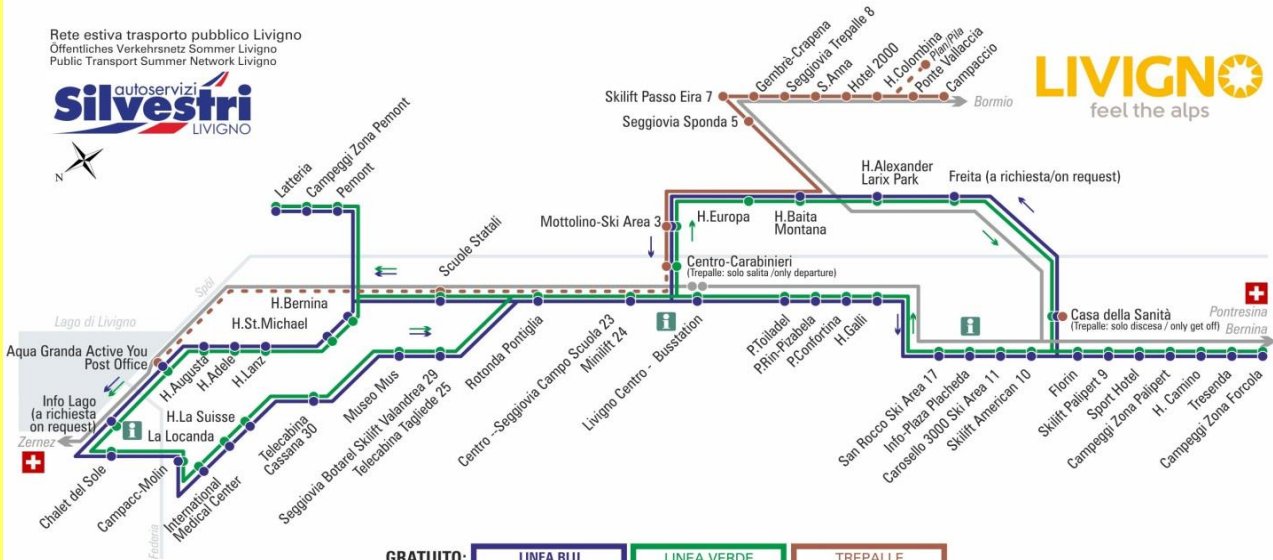 Rete estiva trasporto pubblico Livigno
Öffentliches Verkehrsnetz Sommer Livigno
Public Transport Summer Network Livigno
autoservizi
Silvestri
LIVIGNO
N
LIVIGNO
feel the alps
Skilift Passo Eira 7
Gembrè-Crapena
Seggiovia Trepalle 8
S.Anna
Hotel 2000
H.Colombina
Plan/Pila
Ponte Vallaccia
Campaccio
Bormio
Seggiovia Sponda 5
Latteria
Campeggi Zona Pemont
Pemont
H.Alexander
Larix Park
Freita (a richiesta/on request)
Mottolino-Ski Area 3
H.Europa
H.Baita
Montana
Scuole Statali
Centro-Carabinieri
(Trepalle: solo salita /only departure)
Spöl
H.Bernina
Lago di Livigno
H.St.Michael
Casa della Sanità
(Trepalle: solo discesa / only get off)
Pontresina
Bernina
Aqua Granda Active You
Post Office
H.Augusta
H.Adele
H.Lanz
Info Lago
(a richiesta
on request)
Zernez
H.La Suisse
La Locanda
Chalet del Sole
Campacc-Molin
International
Medical Center
Telecabina
Cassana 30
Museo Mus
Seggiovia Botarel Skilift Valandrea 29
Telecabina Tagliede 25
Rotonda Pontiglia
Centro -Seggiovia Campo Scuola 23
Minilift 24
Livigno Centro - Busstation
P.Toiladel
P.Rin-Pizabela
P.Confortina
H.Galli
San Rocco Ski Area 17
Info-Plaza Placheda
Carosello 3000 Ski Area 11
Skilift American 10
Florin
Skilift Palipert 9
Sport Hotel
Campeggi Zona Palipert
H. Camino
Tresenda
Campeggi Zona Forcola
Federia
i
i
i
GRATUITO:
LINEA BLU
LINEA VERDE
TREPALLE